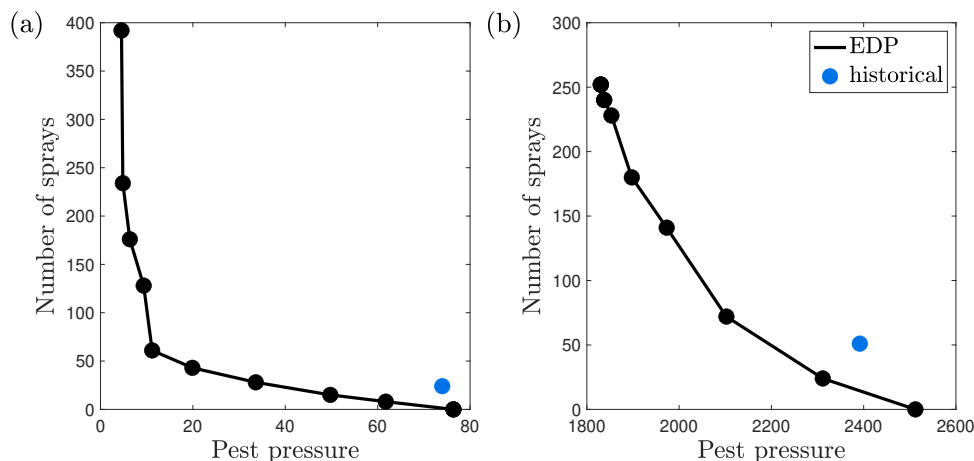 (a)
400
350
300
250
200
150
100
50
0
0 20 40 60 80
Number of sprays
Pest pressure
(b)
300
250
200
150
100
50
0
1800 2000 2200 2400 2600
Number of sprays
Pest pressure
EDP
historical